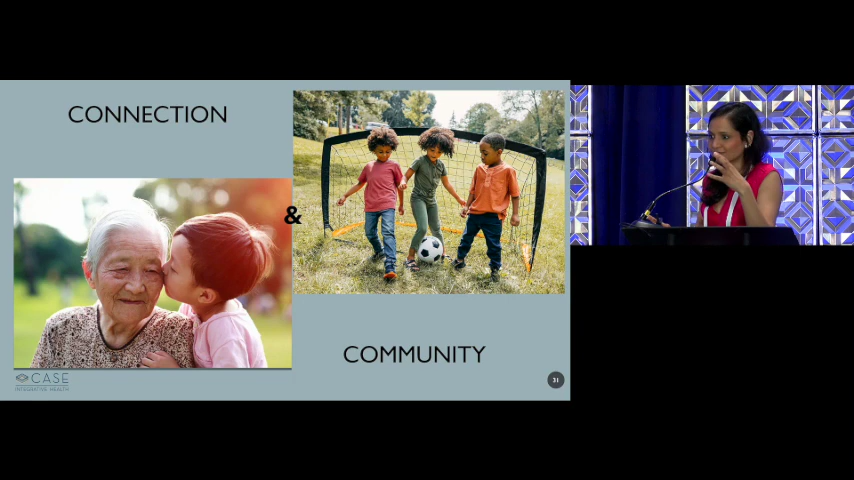 CONNECTION
&
COMMUNITY
CASE
INTEGRATIVE HEALTH
31